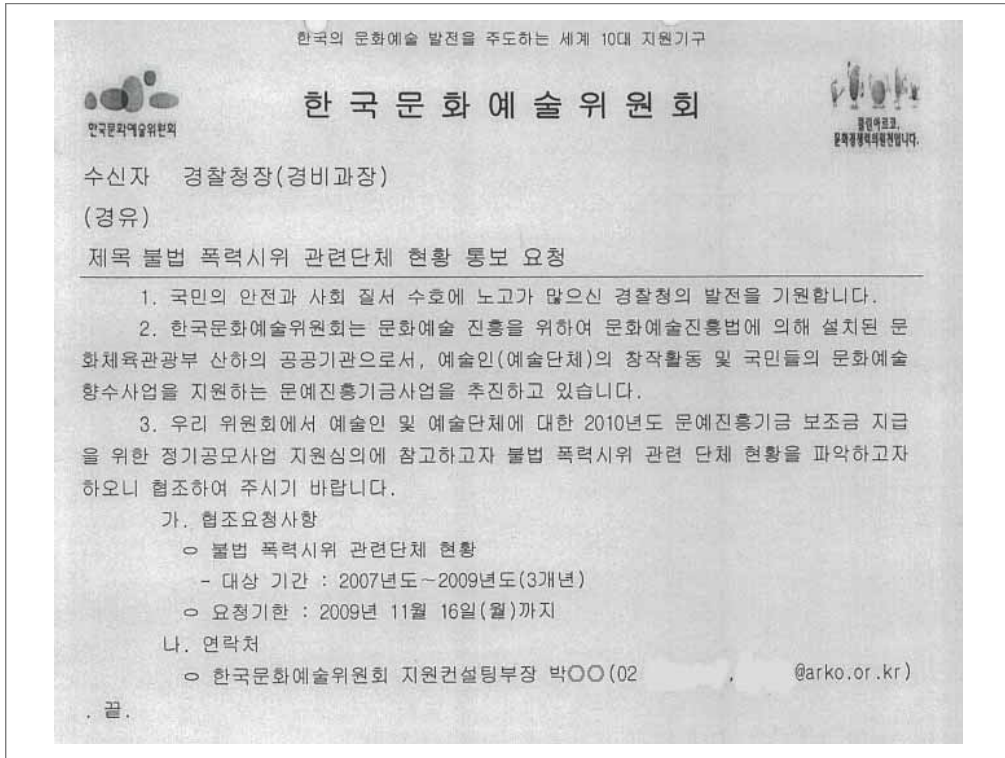 한국의 문화예술 발전을 주도하는 세계 10대 지원기구
한국문화예술위원회
한국문화예술위원회
클린아르코,
문화경쟁력의원천입니다.
수신자 경찰청장(경비과장)
(경유)
제목 불법 폭력시위 관련단체 현황 통보 요청
1. 국민의 안전과 사회 질서 수호에 노고가 많으신 경찰청의 발전을 기원합니다.
2. 한국문화예술위원회는 문화예술 진흥을 위하여 문화예술진흥법에 의해 설치된 문
화체육관광부 산하의 공공기관으로서, 예술인(예술단체)의 창작활동 및 국민들의 문화예술
향수사업을 지원하는 문예진흥기금사업을 추진하고 있습니다.
3. 우리 위원회에서 예술인 및 예술단체에 대한 2010년도 문예진흥기금 보조금 지급
을 위한 정기공모사업 지원심의에 참고하고자 불법 폭력시위 관련 단체 현황을 파악하고자
하오니 협조하여 주시기 바랍니다.
가. 협조요청사항
ㅇ 불법 폭력시위 관련단체 현황
- 대상 기간 : 2007년도~2009년도(3개년)
ㅇ 요청기한 : 2009년 11월 16일(월)까지
나. 연락처
ㅇ 한국문화예술위원회 지원컨설팅부장 박○○(02 , @arko.or.kr)
. 끝.